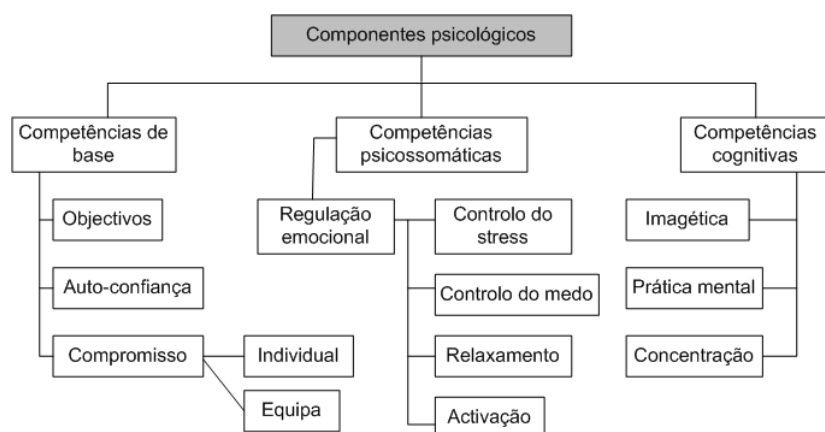 Componentes psicológicos
Competências de
base
Competências
psicossomáticas
Competências
cognitivas
Objectivos
Regulação
emocional
Controlo do
stress
Imagética
Auto-confiança
Controlo do medo
Prática mental
Compromisso
Individual
Relaxamento
Concentração
Equipa
Activação